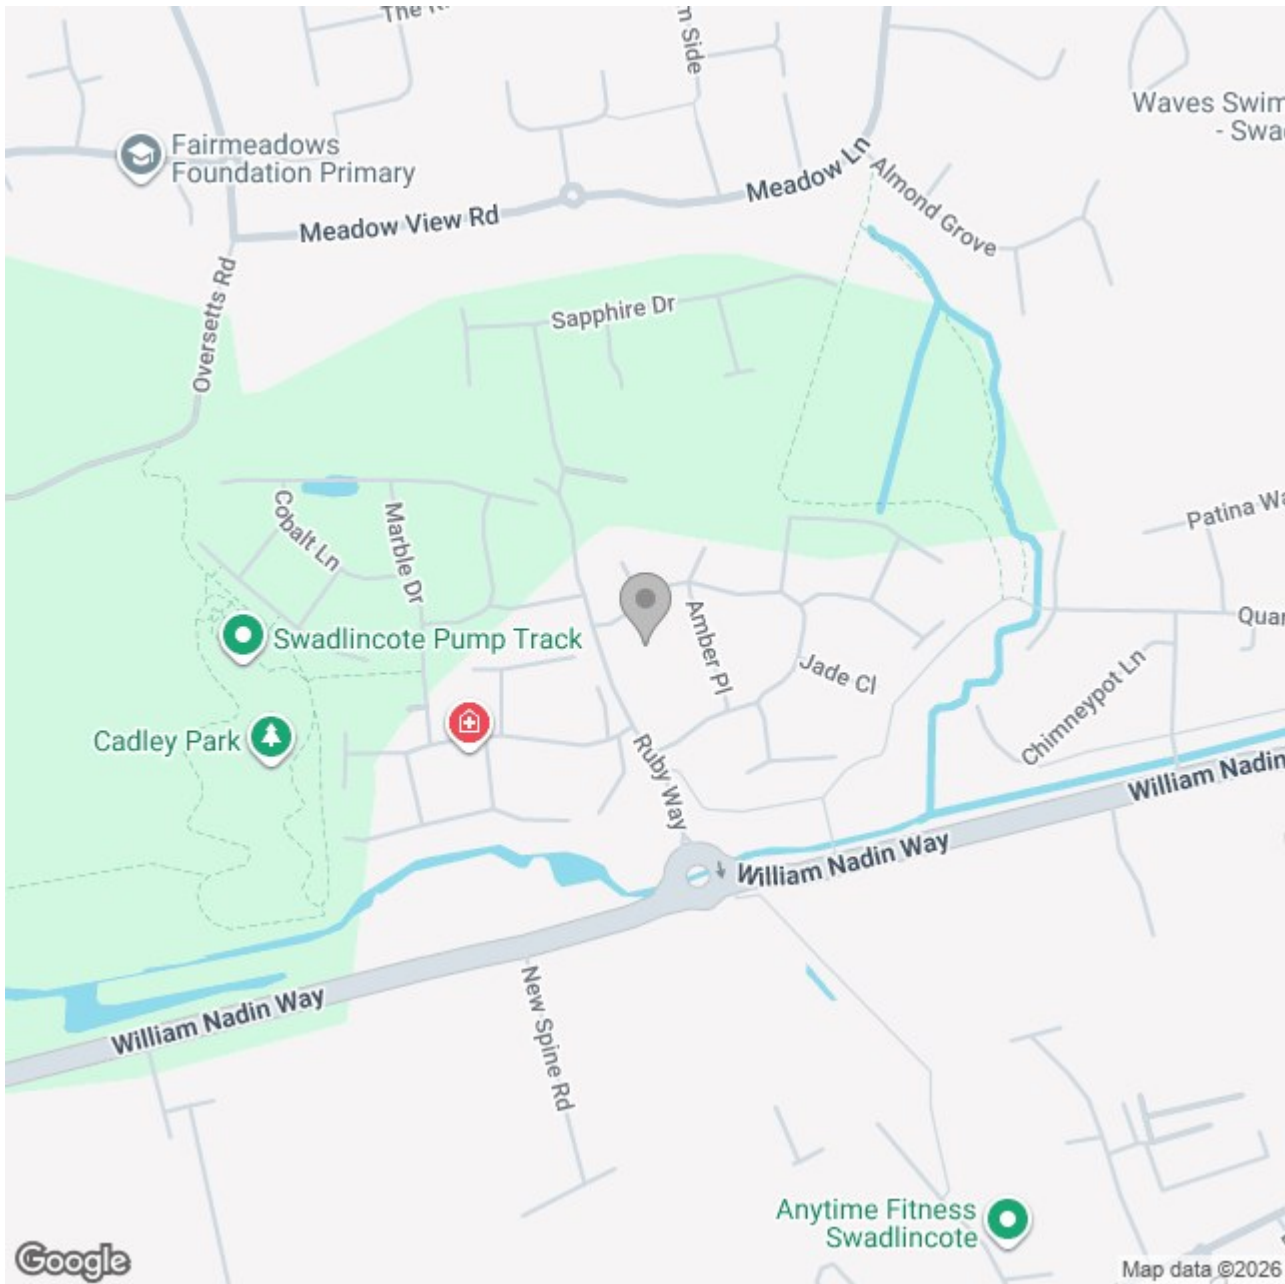 m Side
Waves Swim
- Swa
Fairmeadows
Foundation Primary
Meadow Ln
Almond Grove
Meadow View Rd
Oversetts Rd
Sapphire Dr
Cobalt Ln
Marble Dr
Patina Wa
Swadlincote Pump Track
Amber Pl
Quar
Jade Cl
Chimneypot Ln
Cadley Park
Ruby Way
William Nadin
William Nadin Way
New Spine Rd
William Nadin Way
Anytime Fitness
Swadlincote
Google
Map data ©2026